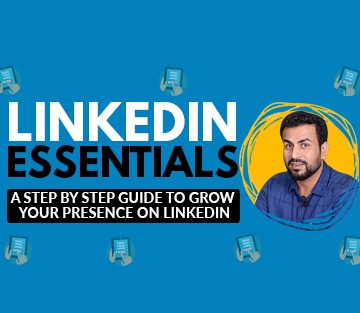 LINKEDIN
ESSENTIALS
A STEP BY STEP GUIDE TO GROW
YOUR PRESENCE ON LINKEDIN